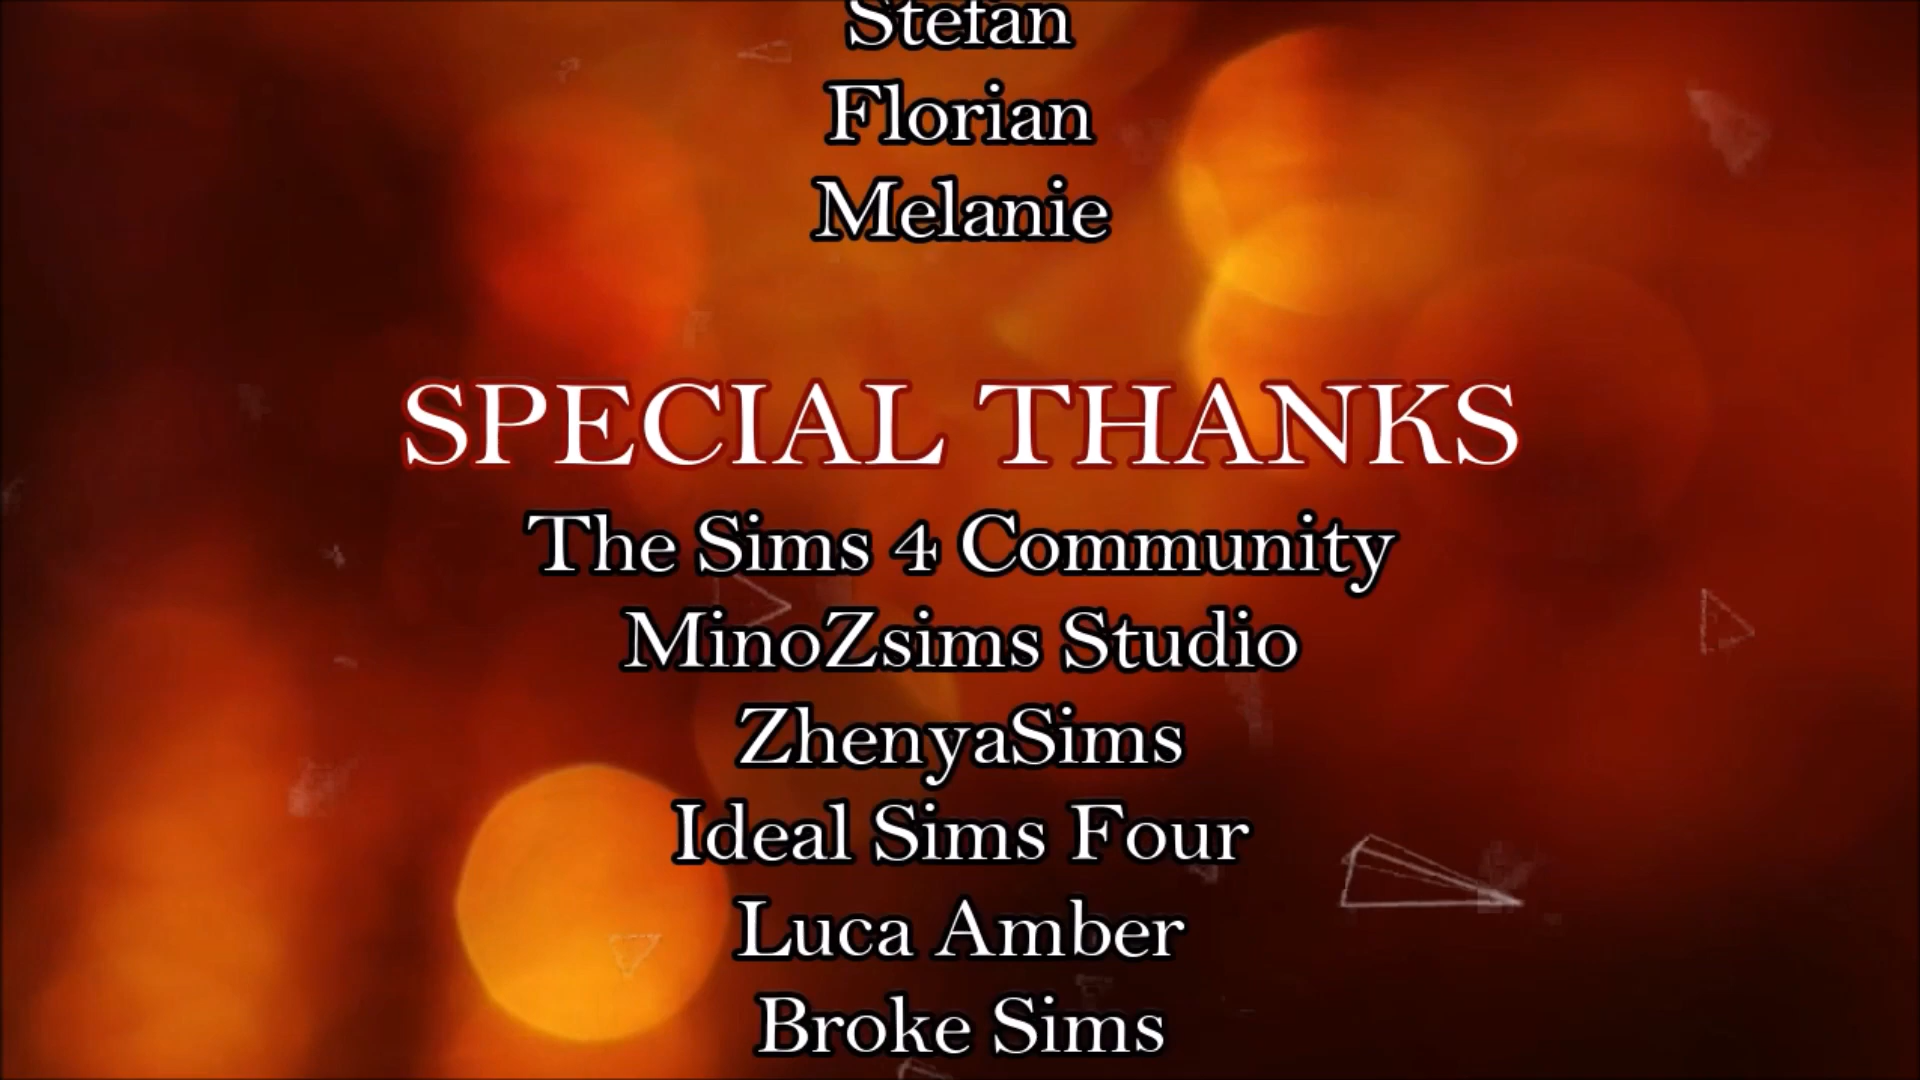 Stefan
Florian
Melanie
SPECIAL THANKS
The Sims 4 Community
MinoZsims Studio
ZhenyaSims
Ideal Sims Four
Luca Amber
Broke Sims